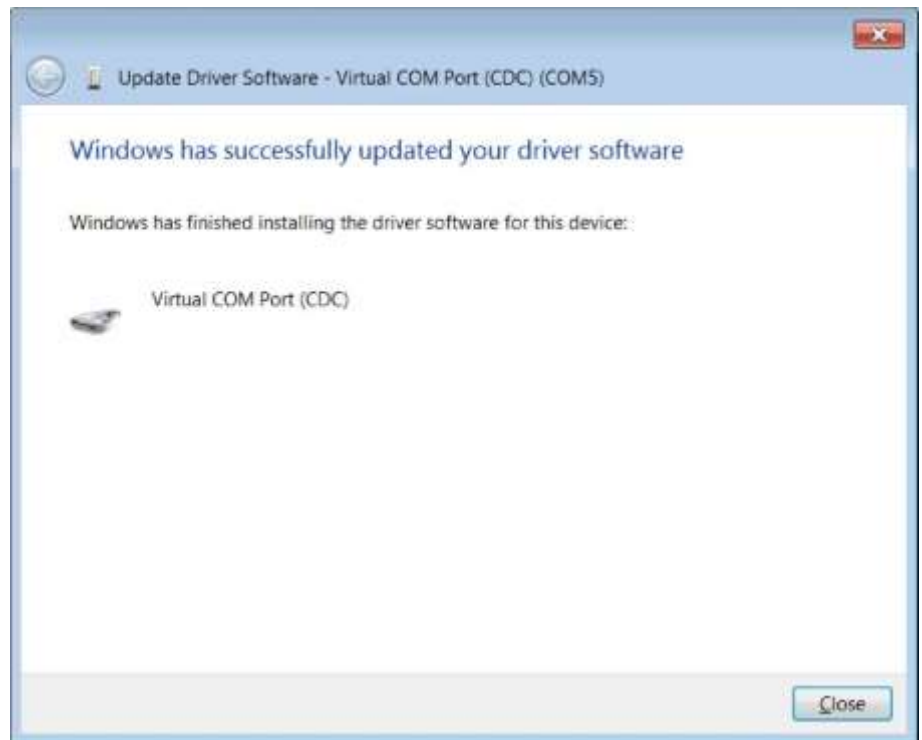 Update Driver Software - Virtual COM Port (CDC) (COM5)
Windows has successfully updated your driver software
Windows has finished installing the driver software for this device:
Virtual COM Port (CDC)
Close